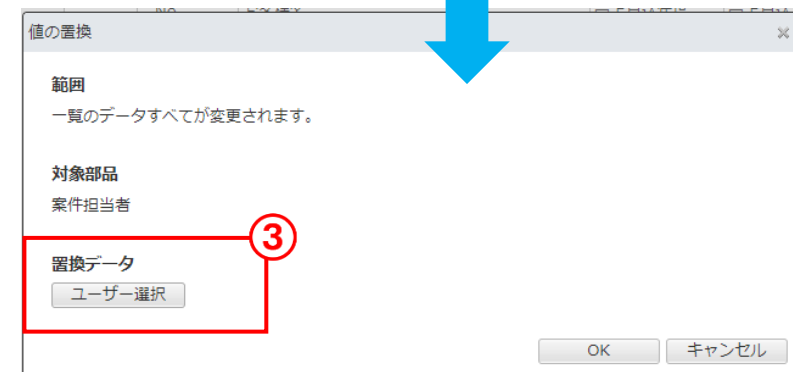 値の置換
範囲
一覧のデータすべてが変更されます。
対象部品
案件担当者
③
置換データ
ユーザー選択
OK キャンセル